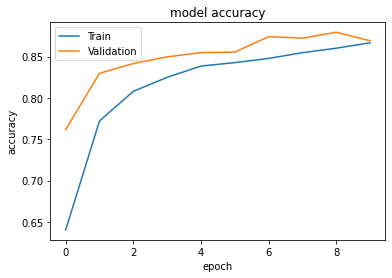 model accuracy
Train
Validation
accuracy
0.85
0.80
0.75
0.70
0.65
0 2 4 6 8
epoch